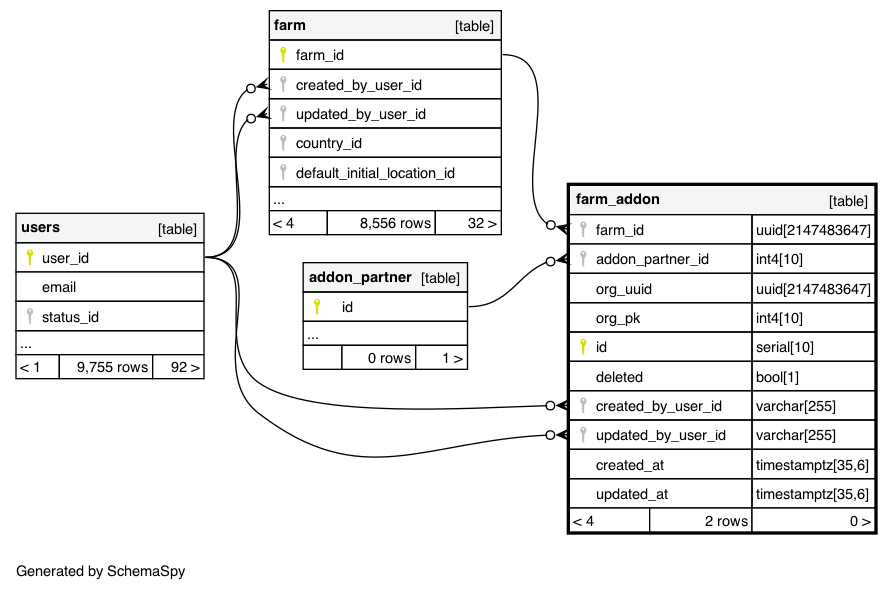 farm [table]
farm_id
created_by_user_id
updated_by_user_id
country_id
default_initial_location_id
...
< 4 8,556 rows 32 >
users [table]
user_id
email
status_id
...
< 1 9,755 rows 92 >
addon_partner [table]
id
...
0 rows 1 >
farm_addon [table]
farm_id uuid[2147483647]
addon_partner_id int4[10]
org_uuid uuid[2147483647]
org_pk int4[10]
id serial[10]
deleted bool[1]
created_by_user_id varchar[255]
updated_by_user_id varchar[255]
created_at timestamptz[35,6]
updated_at timestamptz[35,6]
< 4 2 rows 0 >
Generated by SchemaSpy